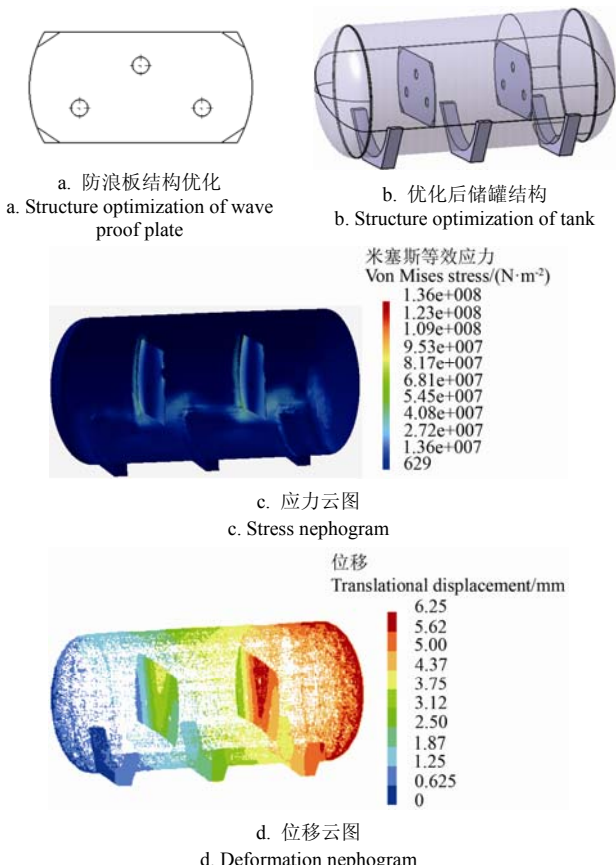 a. 防浪板结构优化
a. Structure optimization of wave
proof plate
b. 优化后储罐结构
b. Structure optimization of tank
米塞斯等效应力
Von Mises stress/(N·m-2)
1.36e+008
1.23e+008
1.09e+008
9.53e+007
8.17e+007
6.81e+007
5.45e+007
4.08e+007
2.72e+007
1.36e+007
629
c. 应力云图
c. Stress nephogram
位移
Translational displacement/mm
6.25
5.62
5.00
4.37
3.75
3.12
2.50
1.87
1.25
0.625
0
d. 位移云图
d. Deformation nephogram